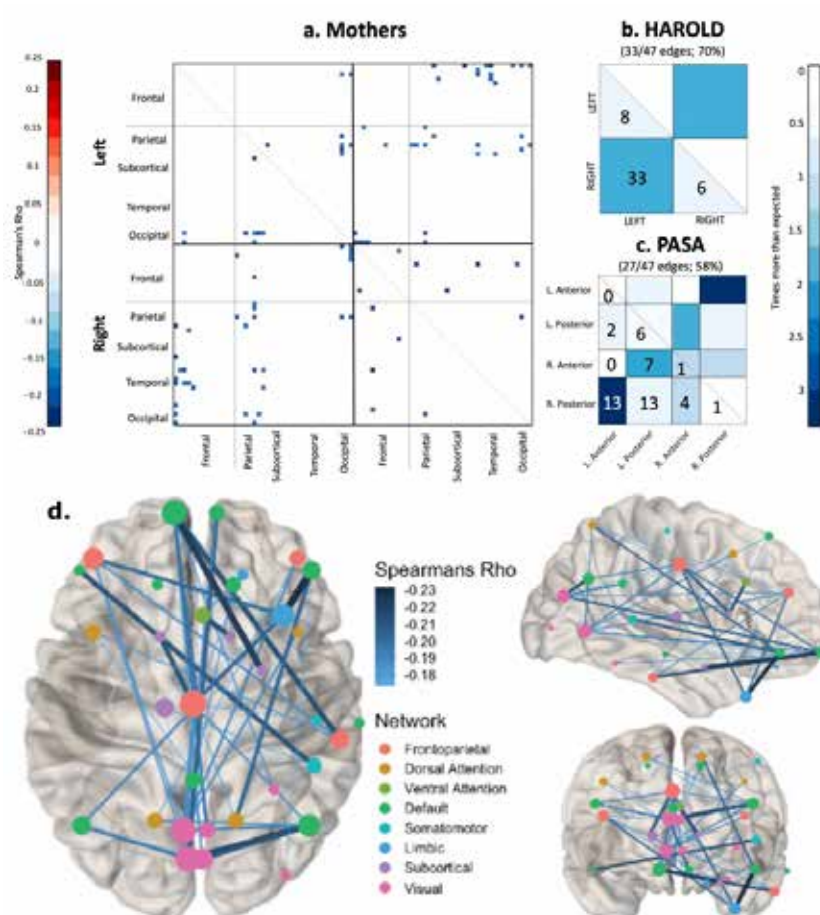 a. Mothers
0.25
0.2
0.15
0.1
0.05
0
-0.05
-0.1
-0.15
-0.2
-0.25
Spearman's Rho
Left
Right
Frontal
Parietal
Subcortical
Temporal
Occipital
Frontal
Parietal
Subcortical
Temporal
Occipital
Frontal
Parietal
Subcortical
Temporal
Occipital
Frontal
Parietal
Subcortical
Temporal
Occipital
b. HAROLD
(33/47 edges; 70%)
LEFT
RIGHT
8
33
6
LEFT
RIGHT
c. PASA
(27/47 edges; 58%)
L. Anterior
L. Posterior
R. Anterior
R. Posterior
0
2 6
0 7 1
13 13 4 1
L. Anterior
L. Posterior
R. Anterior
R. Posterior
0
0.5
1
1.5
2
2.5
3
Times more than expected
d.
Spearmans Rho
-0.23
-0.22
-0.21
-0.20
-0.19
-0.18
Network
Frontoparietal
Dorsal Attention
Ventral Attention
Default
Somatomotor
Limbic
Subcortical
Visual